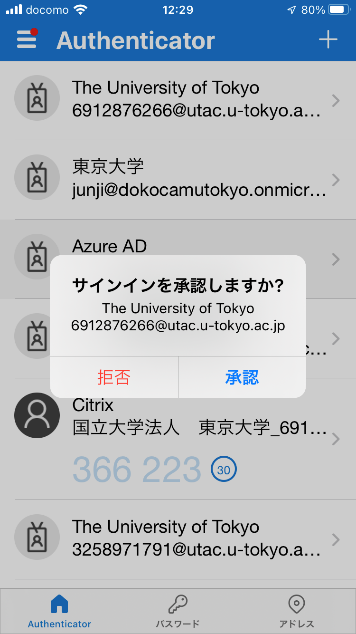 docomo 12:29 80%
Authenticator
The University of Tokyo
6912876266@utac.u-tokyo.a...
東京大学
junji@dokocamutokyo.onmicr...
Azure AD
サインインを承認しますか?
The University of Tokyo
6912876266@utac.u-tokyo.ac.jp
拒否 承認
c...
Citrix
国立大学法人 東京大学_691...
366 223 30
The University of Tokyo
3258971791@utac.u-tokyo.a...
Authenticator パスワード アドレス